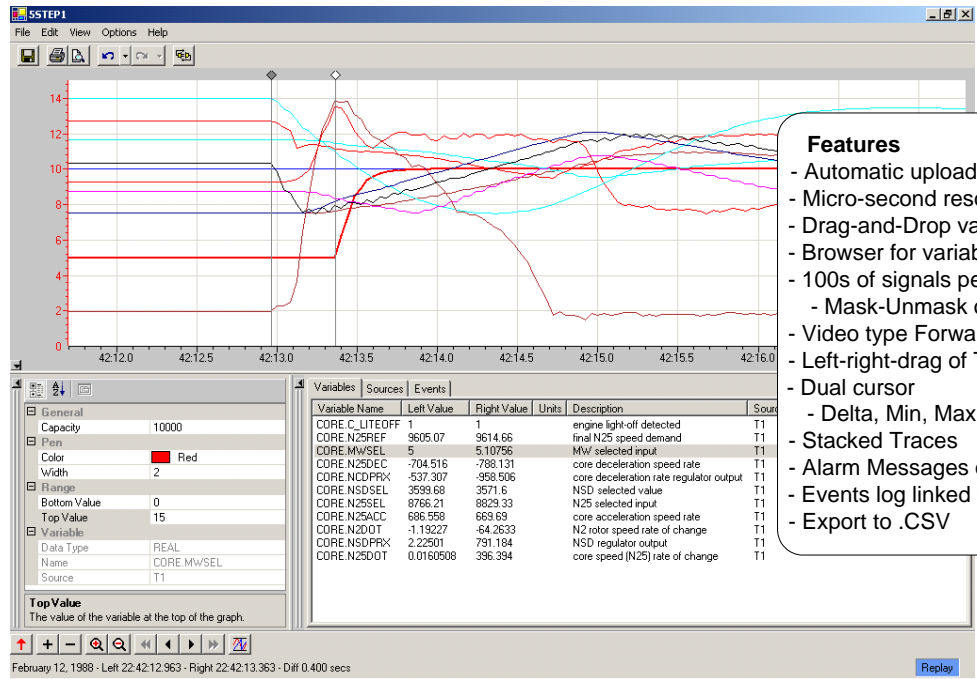 5STEP1
File Edit View Options Help
14
12
10
8
6
4
2
0
42:12.0 42:12.5 42:13.0 42:13.5 42:14.0 42:14.5 42:15.0 42:15.5 42:16.0
Features
- Automatic upload
- Micro-second
- Drag-and-Drop
- Browser for
- 100s of signals
- Mask-Unmask
- Video type
- Left-right-drag of
- Dual cursor
- Delta, Min, Max
- Stacked Traces
- Alarm Messages
- Events log linked
- Export to .CSV
General
Capacity 10000
Pen
Color Red
Width 2
Range
Bottom Value 0
Top Value 15
Variable
Data Type REAL
Name CORE.MWSEL
Source T1
Top Value
The value of the variable at the top of the graph.
Variables Sources Events
Variable Name Left Value Right Value Units Description
CORE.C_LITEOFF 1 1 engine light-off detected T1
CORE.N25REF 9605.07 9614.66 final N25 speed demand T1
CORE.MWSEL 5 5.10756 MW selected input T1
CORE.N25DEC -704.516 -788.131 core deceleration speed rate T1
CORE.NCDPRX -537.307 -958.506 core deceleration rate regulator output T1
CORE.NSDSEL 3599.68 3571.6 NSD selected value T1
CORE.N25SEL 8766.21 8829.33 N25 selected input T1
CORE.N25ACC 686.558 669.69 core acceleration speed rate T1
CORE.N2DOT -1.19227 -64.2633 N2 rotor speed rate of change T1
CORE.NSDPRX 2.22501 791.184 NSD regulator output T1
CORE.N25DOT 0.0160508 396.394 core speed (N25) rate of change T1
February 12, 1988 - Left 22:42:12.963 - Right 22:42:13.363 - Diff 0.400 secs
Replay